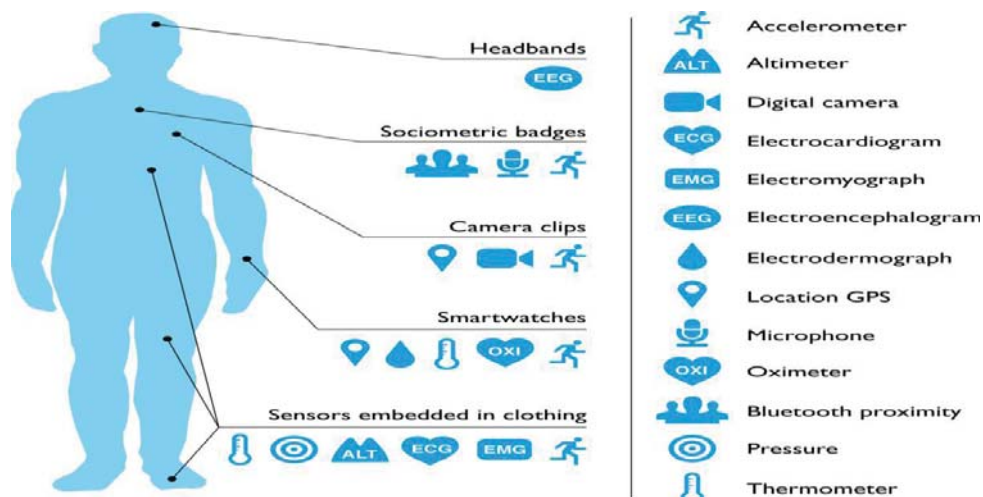 Headbands
EEG
Sociometric badges
Camera clips
Smartwatches
OXI
Sensors embedded in clothing
ALT ECG EMG
Accelerometer
ALT Altimeter
Digital camera
ECG Electrocardiogram
EMG Electromyograph
EEG Electroencephalogram
Electrodermograph
Location GPS
Microphone
OXI Oximeter
Bluetooth proximity
Pressure
Thermometer